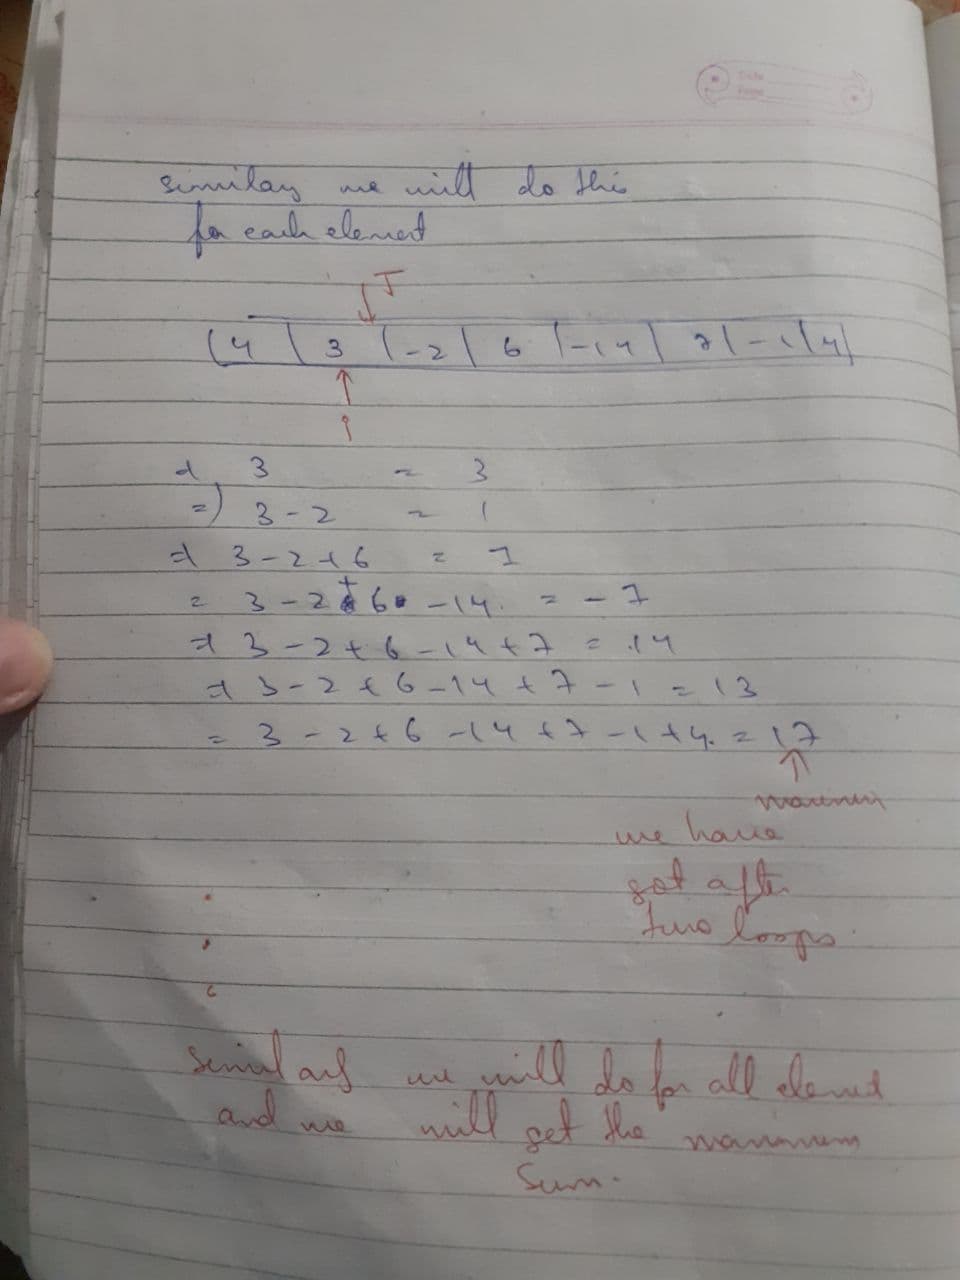 Date
similary we will do this
for each element
J
4 | 3 | -2 | 6 | -14 | 7 | -1 | 4 |
i
⇒ 3 = 3
⇒ 3 - 2 = 1
⇒ 3 - 2 + 6 = 7
= 3 - 2 + 6 - 14 = - 7
⇒ 3 - 2 + 6 - 14 + 7 = 14
⇒ 3 - 2 + 6 - 14 + 7 - 1 = 13
= 3 - 2 + 6 - 14 + 7 - 1 + 4 = 17
we have
got after
two loops
similary we will do for all element
and we will get the maximum
sum.